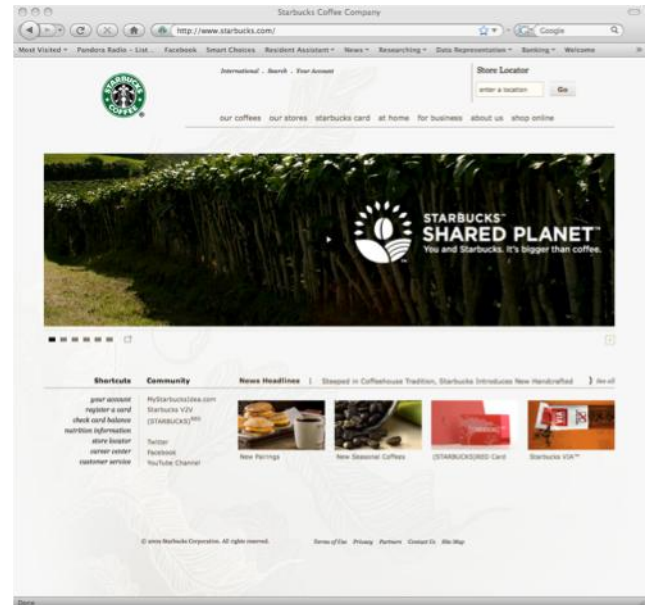 Starbucks Coffee Company
http://www.starbucks.com/
Google
Most Visited Pandora Radio – List... Facebook Smart Choices Resident Assistant News Researching Data Representation Banking Welcome
International . Search . Your Account
Store Locator
enter a location Go
STARBUCKS
COFFEE
our coffees our stores starbucks card at home for business about us shop online
STARBUCKS™
SHARED PLANET™
You and Starbucks. It's bigger than coffee.
Shortcuts
your account
register a card
check card balance
nutrition information
store locator
career center
customer service
Community
MyStarbucksIdea.com
Starbucks V2V
(STARBUCKS)RED
Twitter
Facebook
YouTube Channel
News Headlines | Steeped in Coffeehouse Tradition, Starbucks Introduces New Handcrafted } See all
New Pairings
New Seasonal Coffees
(STARBUCKS)RED Card
VIA
Starbucks VIA™
© 2009 Starbucks Corporation. All rights reserved.
Terms of Use Privacy Partners Contact Us Site Map
Done